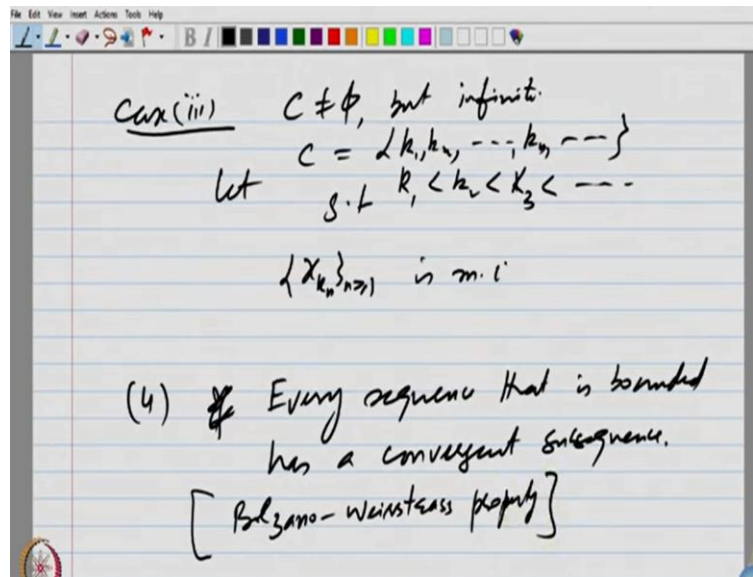 File Edit View Insert Actions Tools Help
Case (iii) C ≠ ϕ, but infinite.
Let C = {k₁, k₂, ---, kₙ, ---}
s.t k₁ < k₂ < k₃ < ----
{x_{kₙ}}_{n≥1} is m.i
(4) Every sequence that is bounded
has a convergent subsequence.
[Bolzano-Weirstrass property]